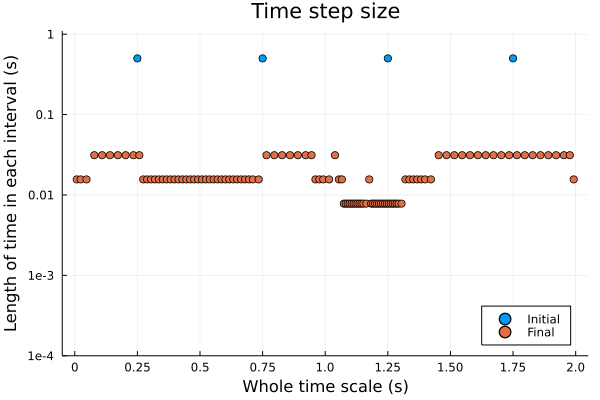 Time step size
Length of time in each interval (s)
1
0.1
0.01
1e-3
1e-4
0
0.25
0.5
0.75
1.0
1.25
1.50
1.75
2.0
Whole time scale (s)
Initial
Final